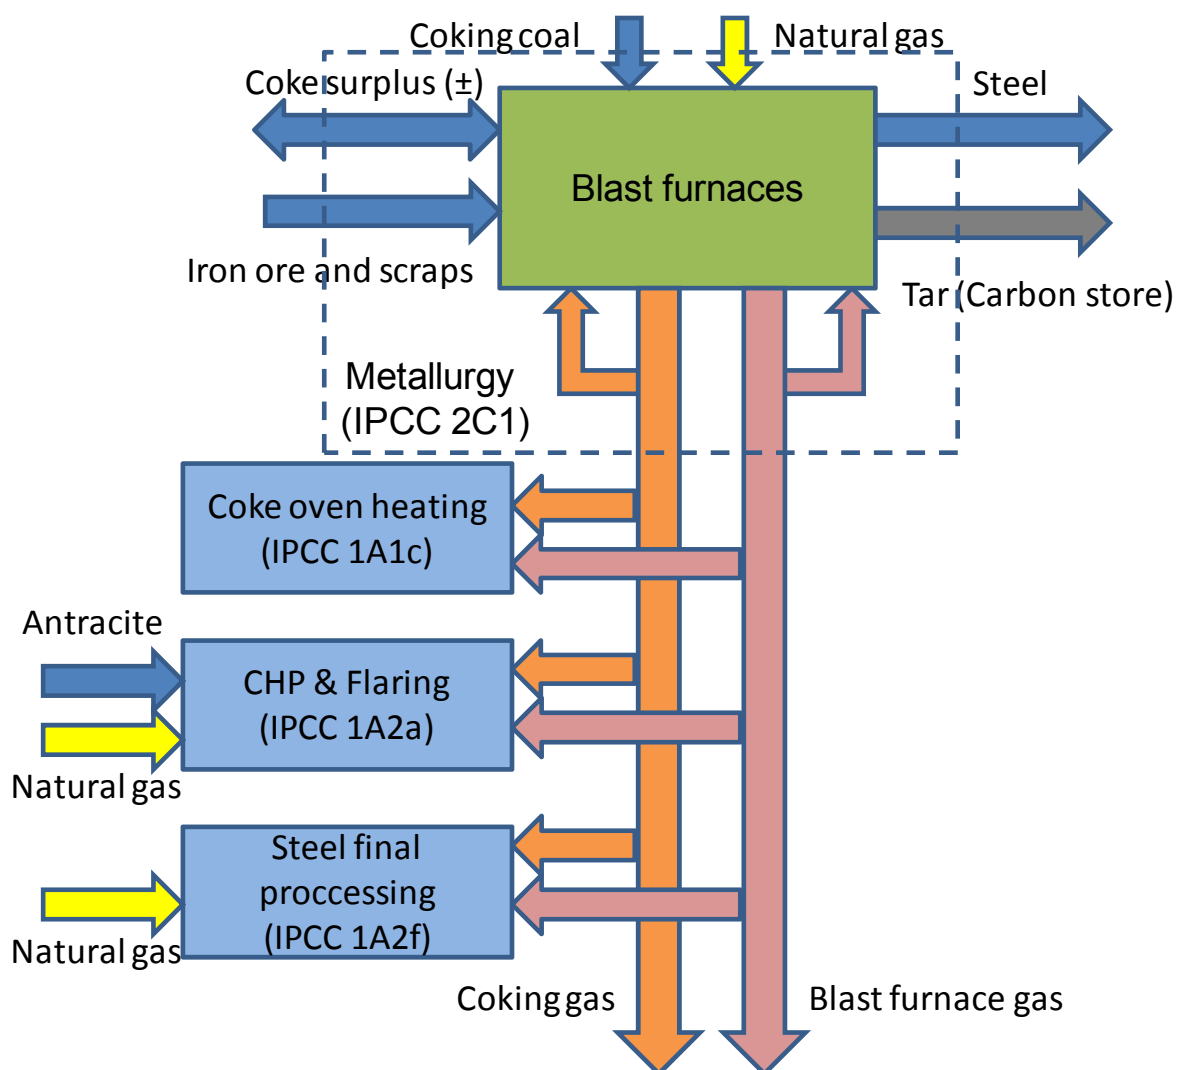 Coking coal
Natural gas
Coke surplus (±)
Steel
Blast furnaces
Iron ore and scraps
Tar (Carbon store)
Metallurgy
(IPCC 2C1)
Coke oven heating
(IPCC 1A1c)
Antracite
CHP & Flaring
(IPCC 1A2a)
Natural gas
Steel final
proccessing
(IPCC 1A2f)
Natural gas
Coking gas
Blast furnace gas